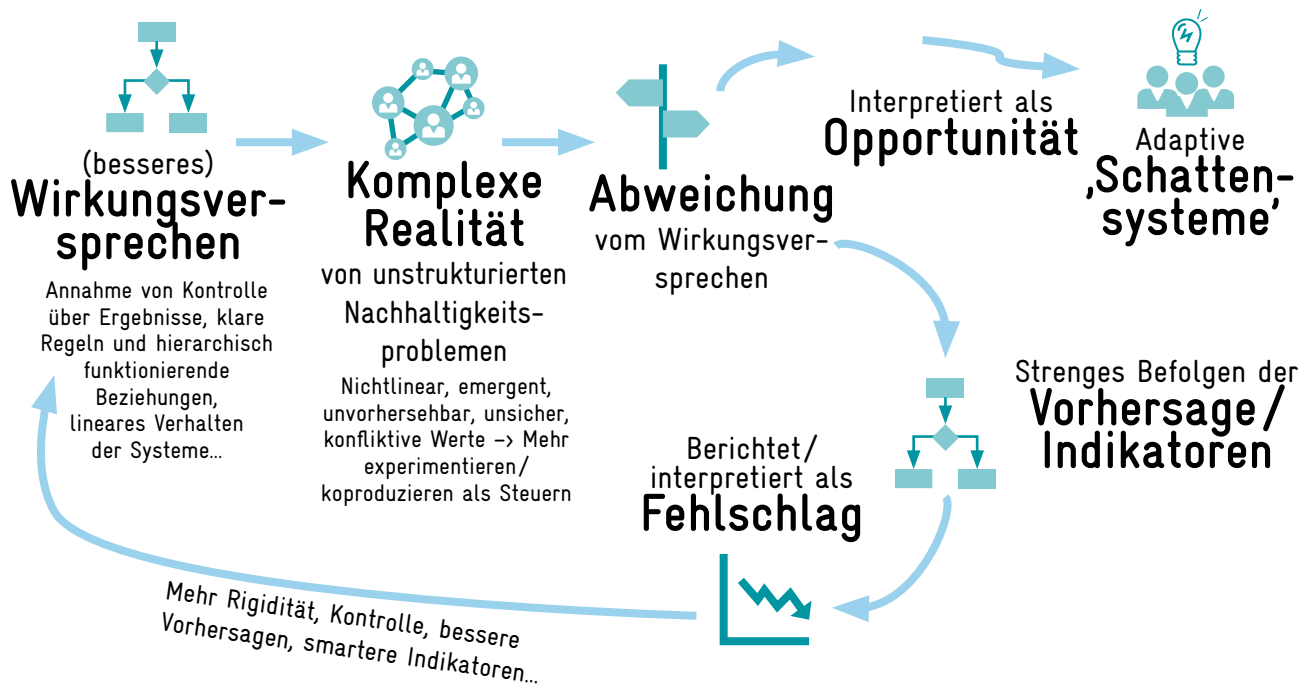 (besseres)
Wirkungsver-
sprechen
Annahme von Kontrolle
über Ergebnisse, klare
Regeln und hierarchisch
funktionierende
Beziehungen,
lineares Verhalten
der Systeme…
Komplexe
Realität
von unstrukturierten
Nachhaltigkeits-
problemen
Nichtlinear, emergent,
unvorhersehbar, unsicher,
konfliktive Werte –> Mehr
experimentieren/
koproduzieren als Steuern
Abweichung
vom Wirkungsver-
sprechen
Interpretiert als
Opportunität
Adaptive
‚Schatten-
systeme’
Strenges Befolgen der
Vorhersage/
Indikatoren
Berichtet/
interpretiert als
Fehlschlag
Mehr Rigidität, Kontrolle, bessere
Vorhersagen, smartere Indikatoren…